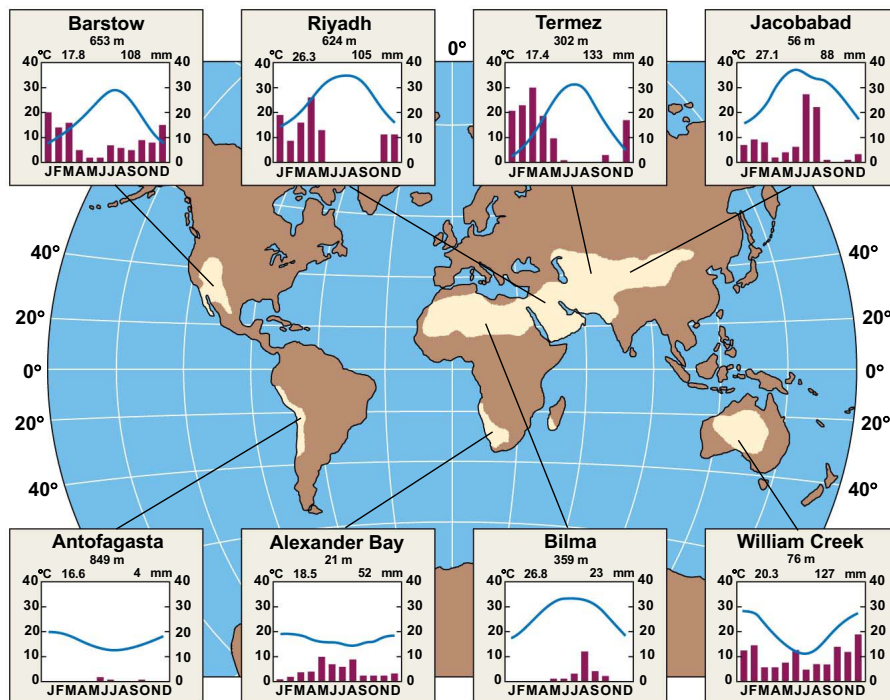 Barstow
653 m
°C 17.8 108 mm
40 40
30 30
20 20
10 10
0 0
JFMAMJJASOND
Riyadh
624 m
°C 26.3 105 mm
40 40
30 30
20 20
10 10
0 0
JFMAMJJASOND
0°
Termez
302 m
°C 17.4 133 mm
40 40
30 30
20 20
10 10
0 0
JFMAMJJASOND
Jacobabad
56 m
°C 27.1 88 mm
40 40
30 30
20 20
10 10
0 0
JFMAMJJASOND
40° 40°
20° 20°
0° 0°
20° 20°
40° 40°
Antofagasta
849 m
°C 16.6 4 mm
40 40
30 30
20 20
10 10
0 0
JFMAMJJASOND
Alexander Bay
21 m
°C 18.5 52 mm
40 40
30 30
20 20
10 10
0 0
JFMAMJJASOND
Bilma
359 m
°C 26.8 23 mm
40 40
30 30
20 20
10 10
0 0
JFMAMJJASOND
William Creek
76 m
°C 20.3 127 mm
40 40
30 30
20 20
10 10
0 0
JFMAMJJASOND